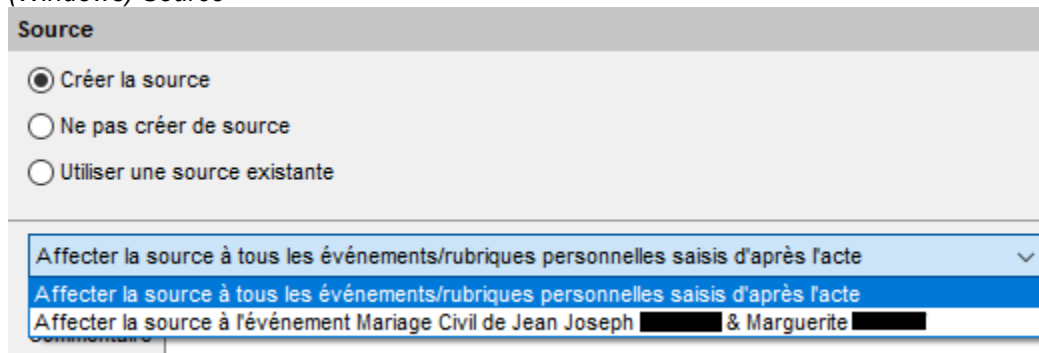 (Windows) Source
Source
Créer la source
Ne pas créer de source
Utiliser une source existante
Affecter la source à tous les événements/rubriques personnelles saisis d'après l'acte
Affecter la source à tous les événements/rubriques personnelles saisis d'après l'acte
Affecter la source à l'événement Mariage Civil de Jean Joseph & Marguerite
Commentaire